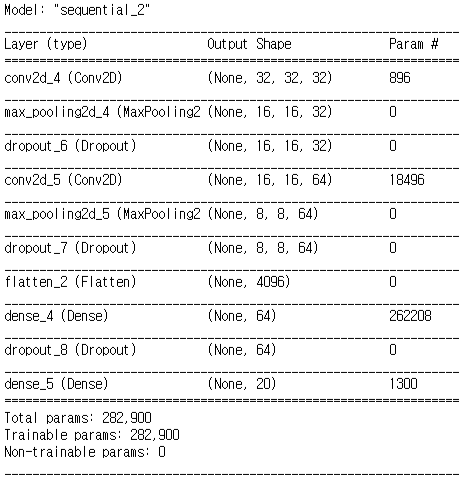 Model: "sequential_2"
_________________________________________________________________
Layer (type)                 Output Shape              Param #
=================================================================
conv2d_4 (Conv2D)            (None, 32, 32, 32)        896
_________________________________________________________________
max_pooling2d_4 (MaxPooling2 (None, 16, 16, 32)        0
_________________________________________________________________
dropout_6 (Dropout)          (None, 16, 16, 32)        0
_________________________________________________________________
conv2d_5 (Conv2D)            (None, 16, 16, 64)        18496
_________________________________________________________________
max_pooling2d_5 (MaxPooling2 (None, 8, 8, 64)          0
_________________________________________________________________
dropout_7 (Dropout)          (None, 8, 8, 64)          0
_________________________________________________________________
flatten_2 (Flatten)          (None, 4096)              0
_________________________________________________________________
dense_4 (Dense)              (None, 64)                262208
_________________________________________________________________
dropout_8 (Dropout)          (None, 64)                0
_________________________________________________________________
dense_5 (Dense)              (None, 20)                1300
=================================================================
Total params: 282,900
Trainable params: 282,900
Non-trainable params: 0
_________________________________________________________________